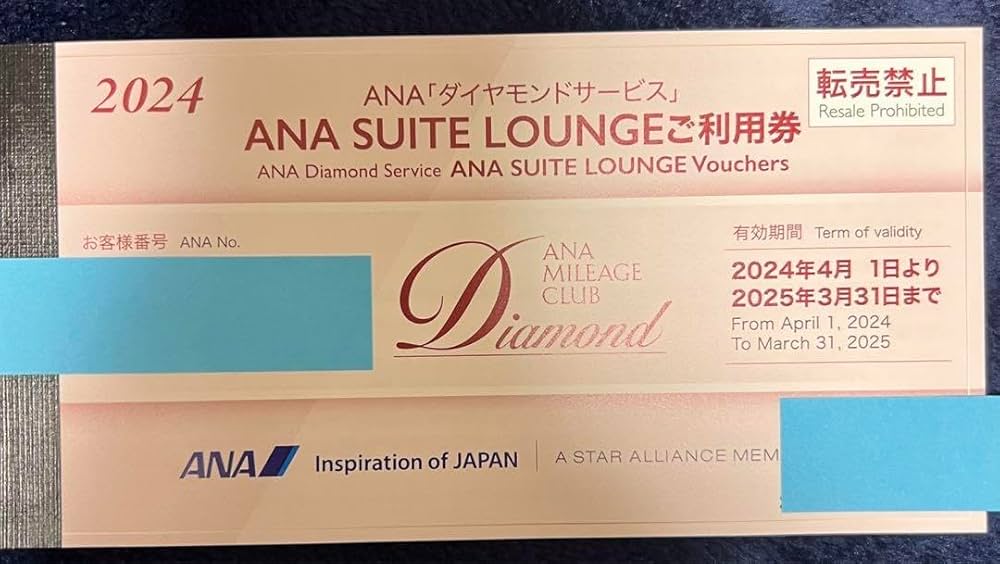 2024
ANA「ダイヤモンドサービス」
転売禁止
Resale Prohibited
ANA SUITE LOUNGEご利用券
ANA Diamond Service ANA SUITE LOUNGE Vouchers
お客様番号 ANA No.
ANA
MILEAGE
CLUB
Diamond
有効期間 Term of validity
2024年4月 1日より
2025年3月31日まで
From April 1, 2024
To March 31, 2025
ANA Inspiration of JAPAN
A STAR ALLIANCE MEM